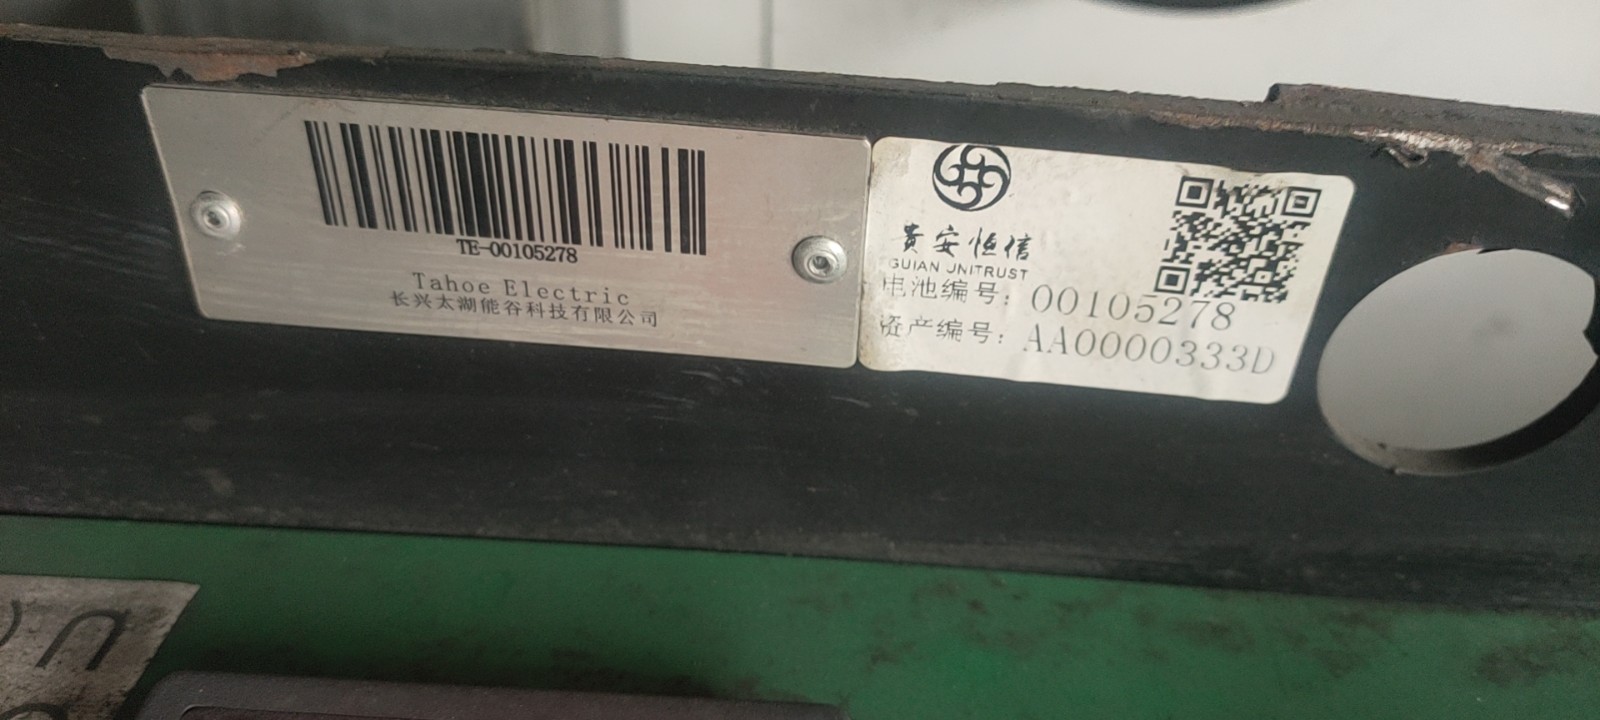 TE-00105278
Tahoe Electric
长兴太湖能谷科技有限公司
贵安恒信
GUIAN UNITRUST
电池编号：00105278
资产编号：AA0000333D